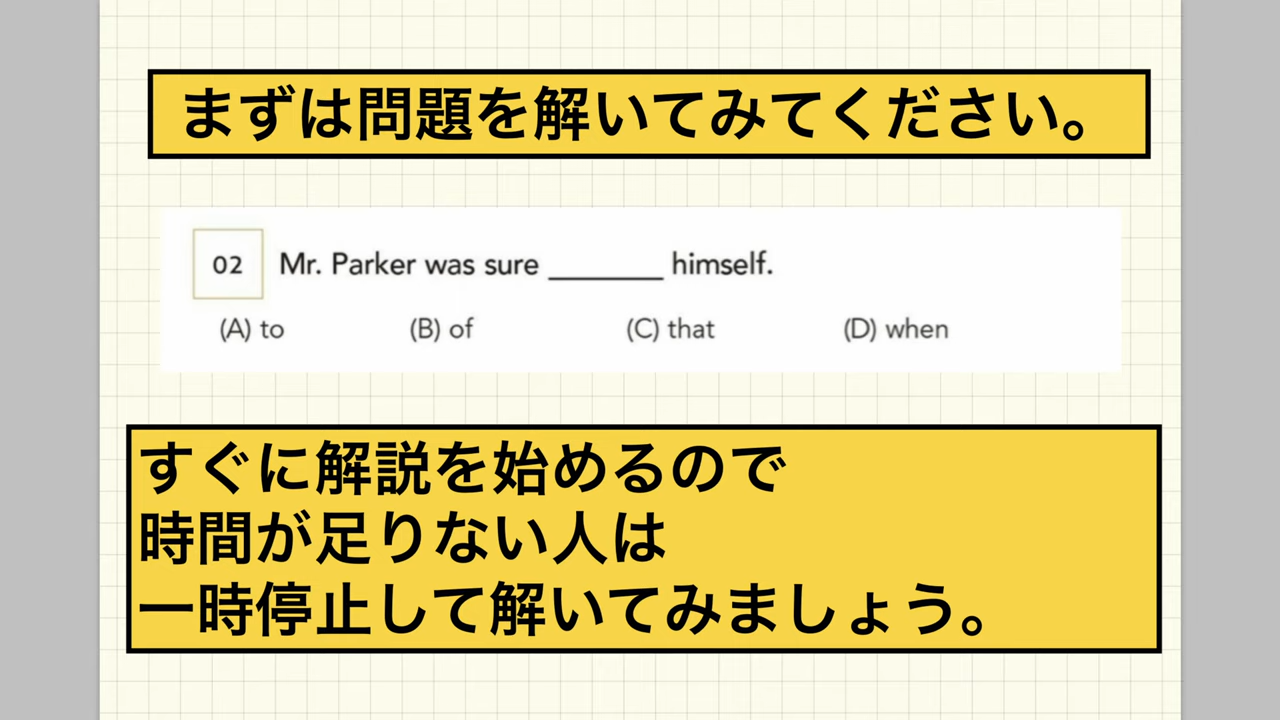 まずは問題を解いてみてください。
02 Mr. Parker was sure ________ himself.
(A) to (B) of (C) that (D) when
すぐに解説を始めるので
時間が足りない人は
一時停止して解いてみましょう。